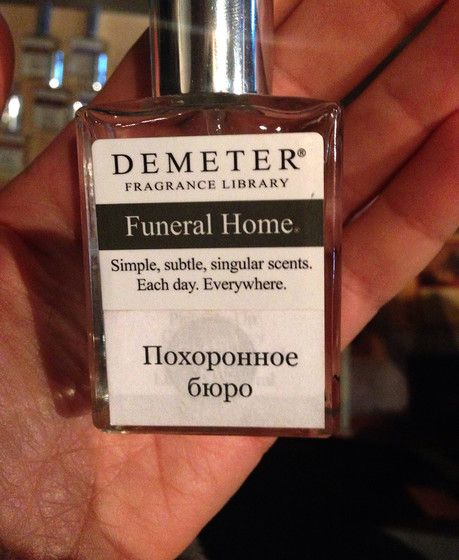 DEMETER®
FRAGRANCE LIBRARY
Funeral Home®
Simple, subtle, singular scents.
Each day. Everywhere.
Похоронное
бюро